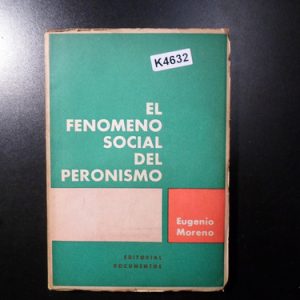 K4632
EL
FENOMENO
SOCIAL
DEL
PERONISMO
Eugenio
Moreno
EDITORIAL
DOCUMENTOS